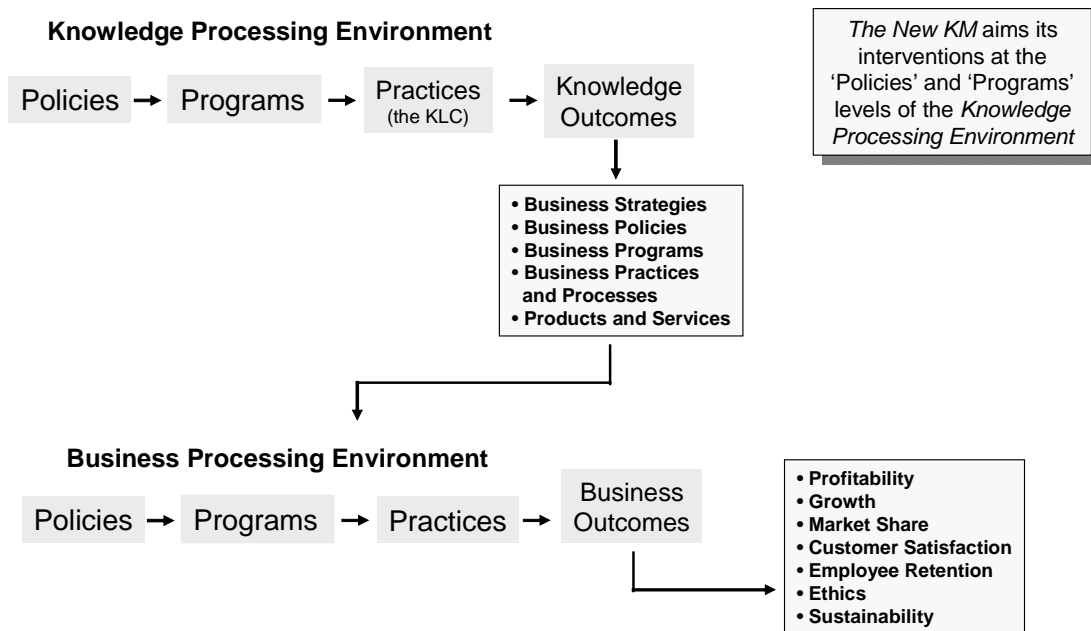 Knowledge Processing Environment
Policies
Programs
Practices
(the KLC)
Knowledge
Outcomes
The New KM aims its
interventions at the
‘Policies’ and ‘Programs’
levels of the Knowledge
Processing Environment
• Business Strategies
• Business Policies
• Business Programs
• Business Practices
and Processes
• Products and Services
Business Processing Environment
Policies
Programs
Practices
Business
Outcomes
• Profitability
• Growth
• Market Share
• Customer Satisfaction
• Employee Retention
• Ethics
• Sustainability